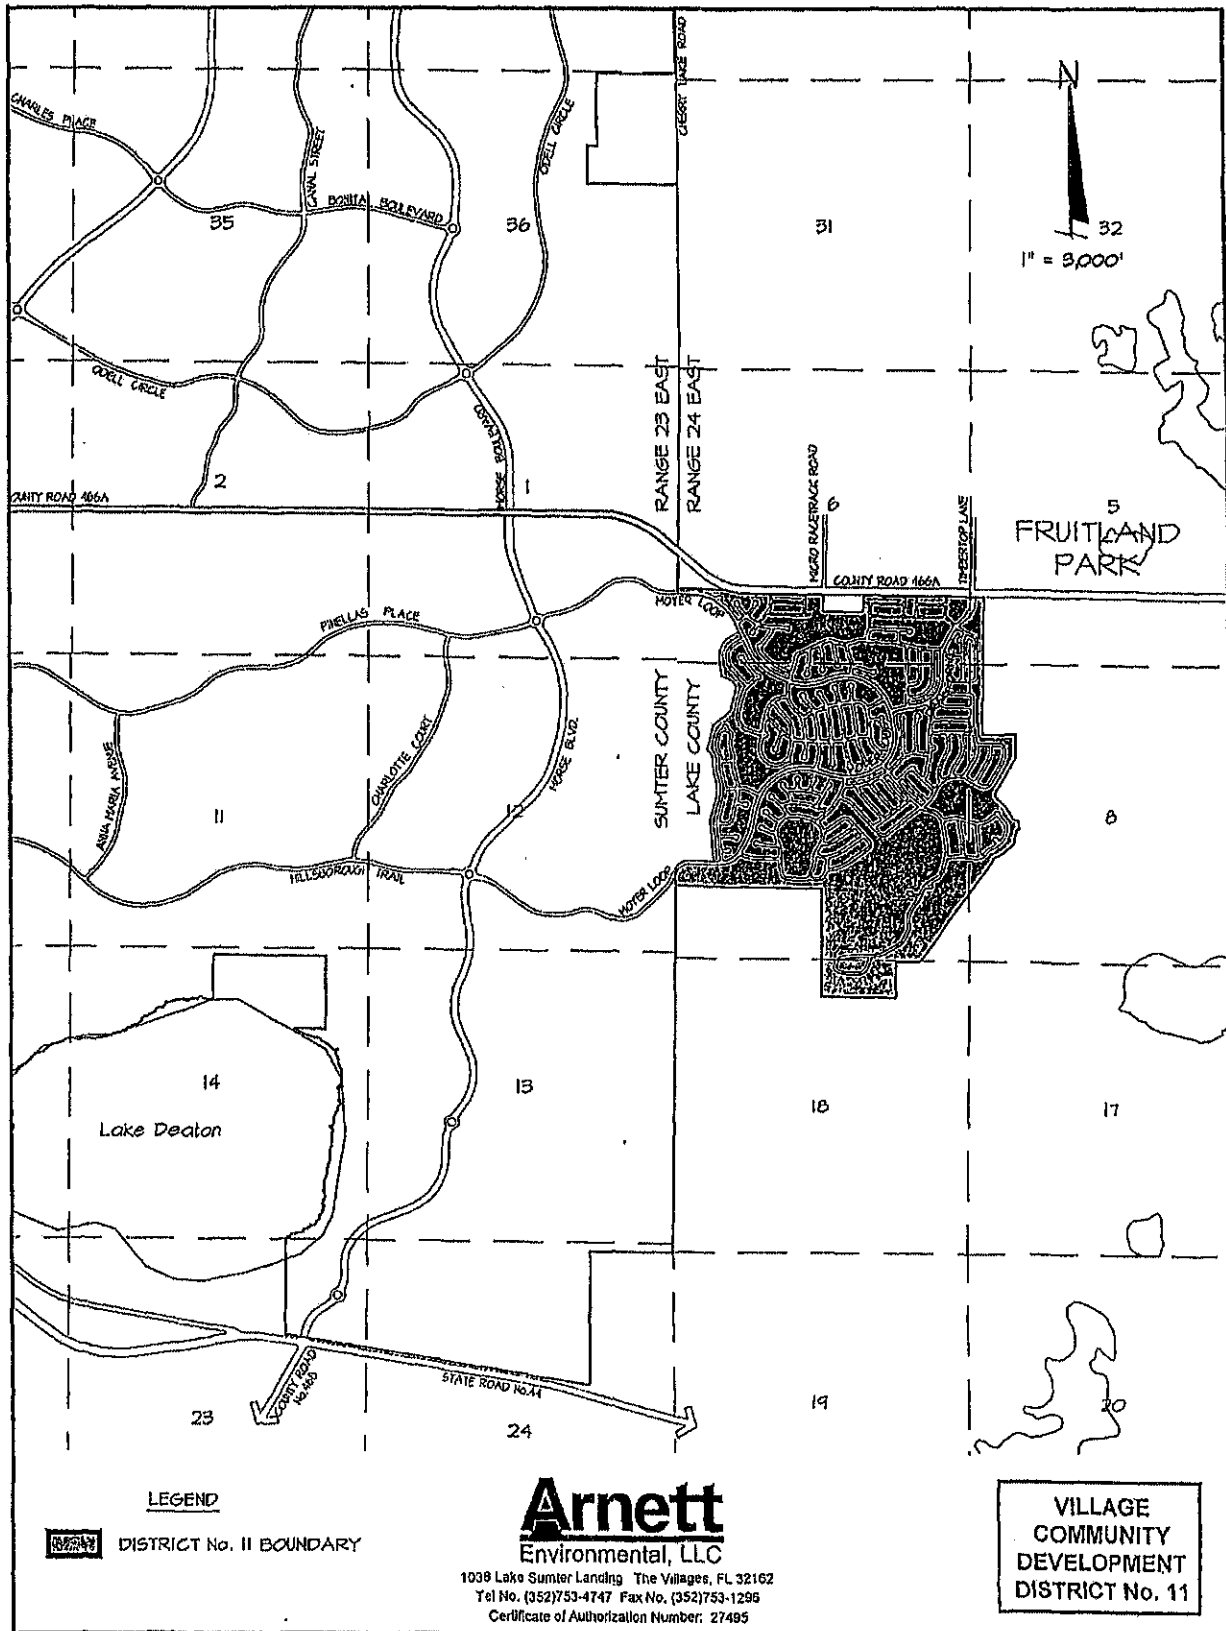 CHARLES PLACE
CANAL STREET
ODELL CIRCLE
CHERRY LAKE ROAD
N
BONITA BOULEVARD
35
36
31
32
1" = 3,000'
ODELL CIRCLE
MORSE BOULEVARD
RANGE 23 EAST
RANGE 24 EAST
2
1
6
5
COUNTY ROAD 466A
MICRO RACETRACK ROAD
TIMBERTOP LANE
FRUITLAND
PARK
COUNTY ROAD 466A
MOYER LOOP
PINELLAS PLACE
SUMTER COUNTY
LAKE COUNTY
ANNA MARIA AVENUE
CHARLOTTE COURT
MORSE BLVD.
11
12
8
HILLSBOROUGH TRAIL
MOYER LOOP
14
13
18
17
Lake Deaton
COUNTY ROAD
STATE ROAD No.44
23
24
19
20
LEGEND
DISTRICT No. 11 BOUNDARY
Arnett
Environmental, LLC
1038 Lake Sumter Landing The Villages, FL 32162
Tel No. (352)753-4747 Fax No. (352)753-1296
Certificate of Authorization Number: 27495
VILLAGE
COMMUNITY
DEVELOPMENT
DISTRICT No. 11